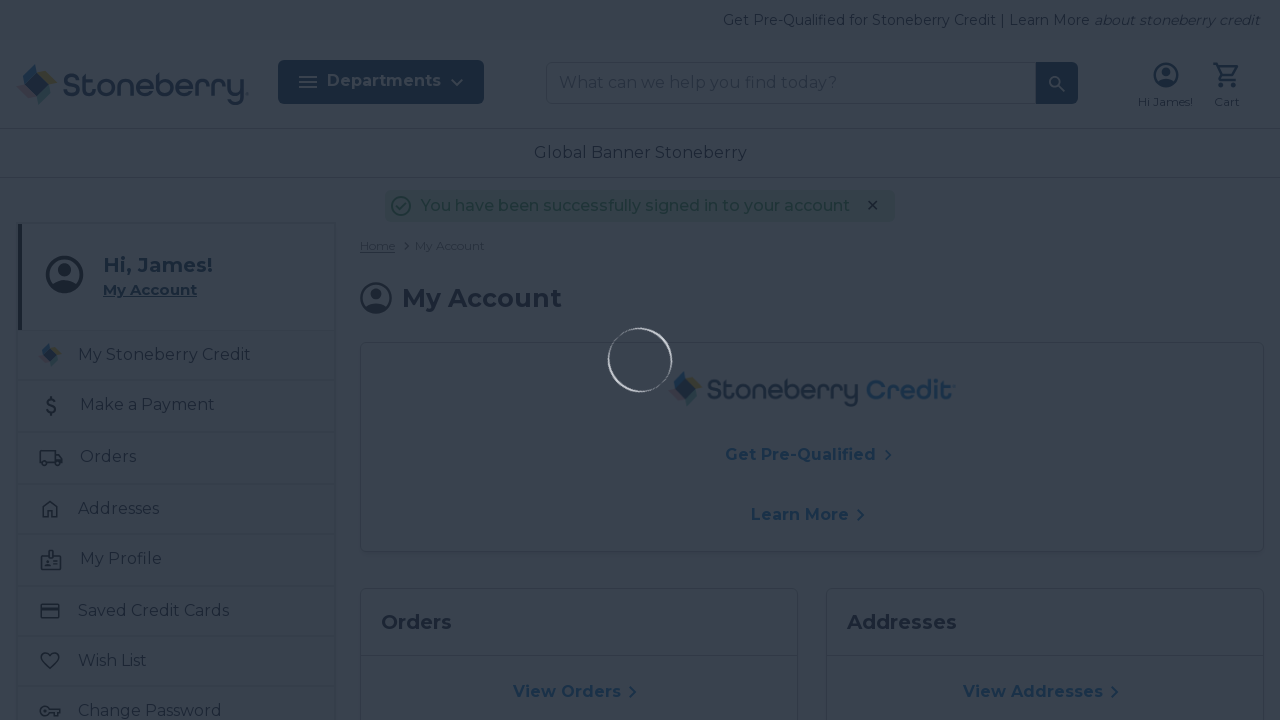 Get Pre-Qualified for Stoneberry Credit | Learn More about stoneberry credit
Stoneberry
Departments
What can we help you find today?
Hi James!
Cart
Global Banner Stoneberry
You have been successfully signed in to your account
Hi, James!
My Account
My Stoneberry Credit
Make a Payment
Orders
Addresses
My Profile
Saved Credit Cards
Wish List
Change Password
Home > My Account
My Account
Stoneberry Credit
Get Pre-Qualified
Learn More
Orders
View Orders
Addresses
View Addresses